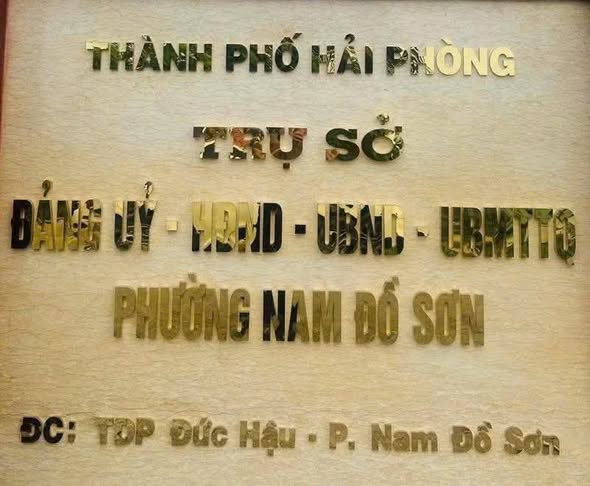 THÀNH PHỐ HẢI PHÒNG
TRỤ SỞ
ĐẢNG UỶ - HĐND - UBND - UBMTTQ
PHƯỜNG NAM ĐỒ SƠN
ĐC: TDP Đức Hậu - P. Nam Đồ Sơn